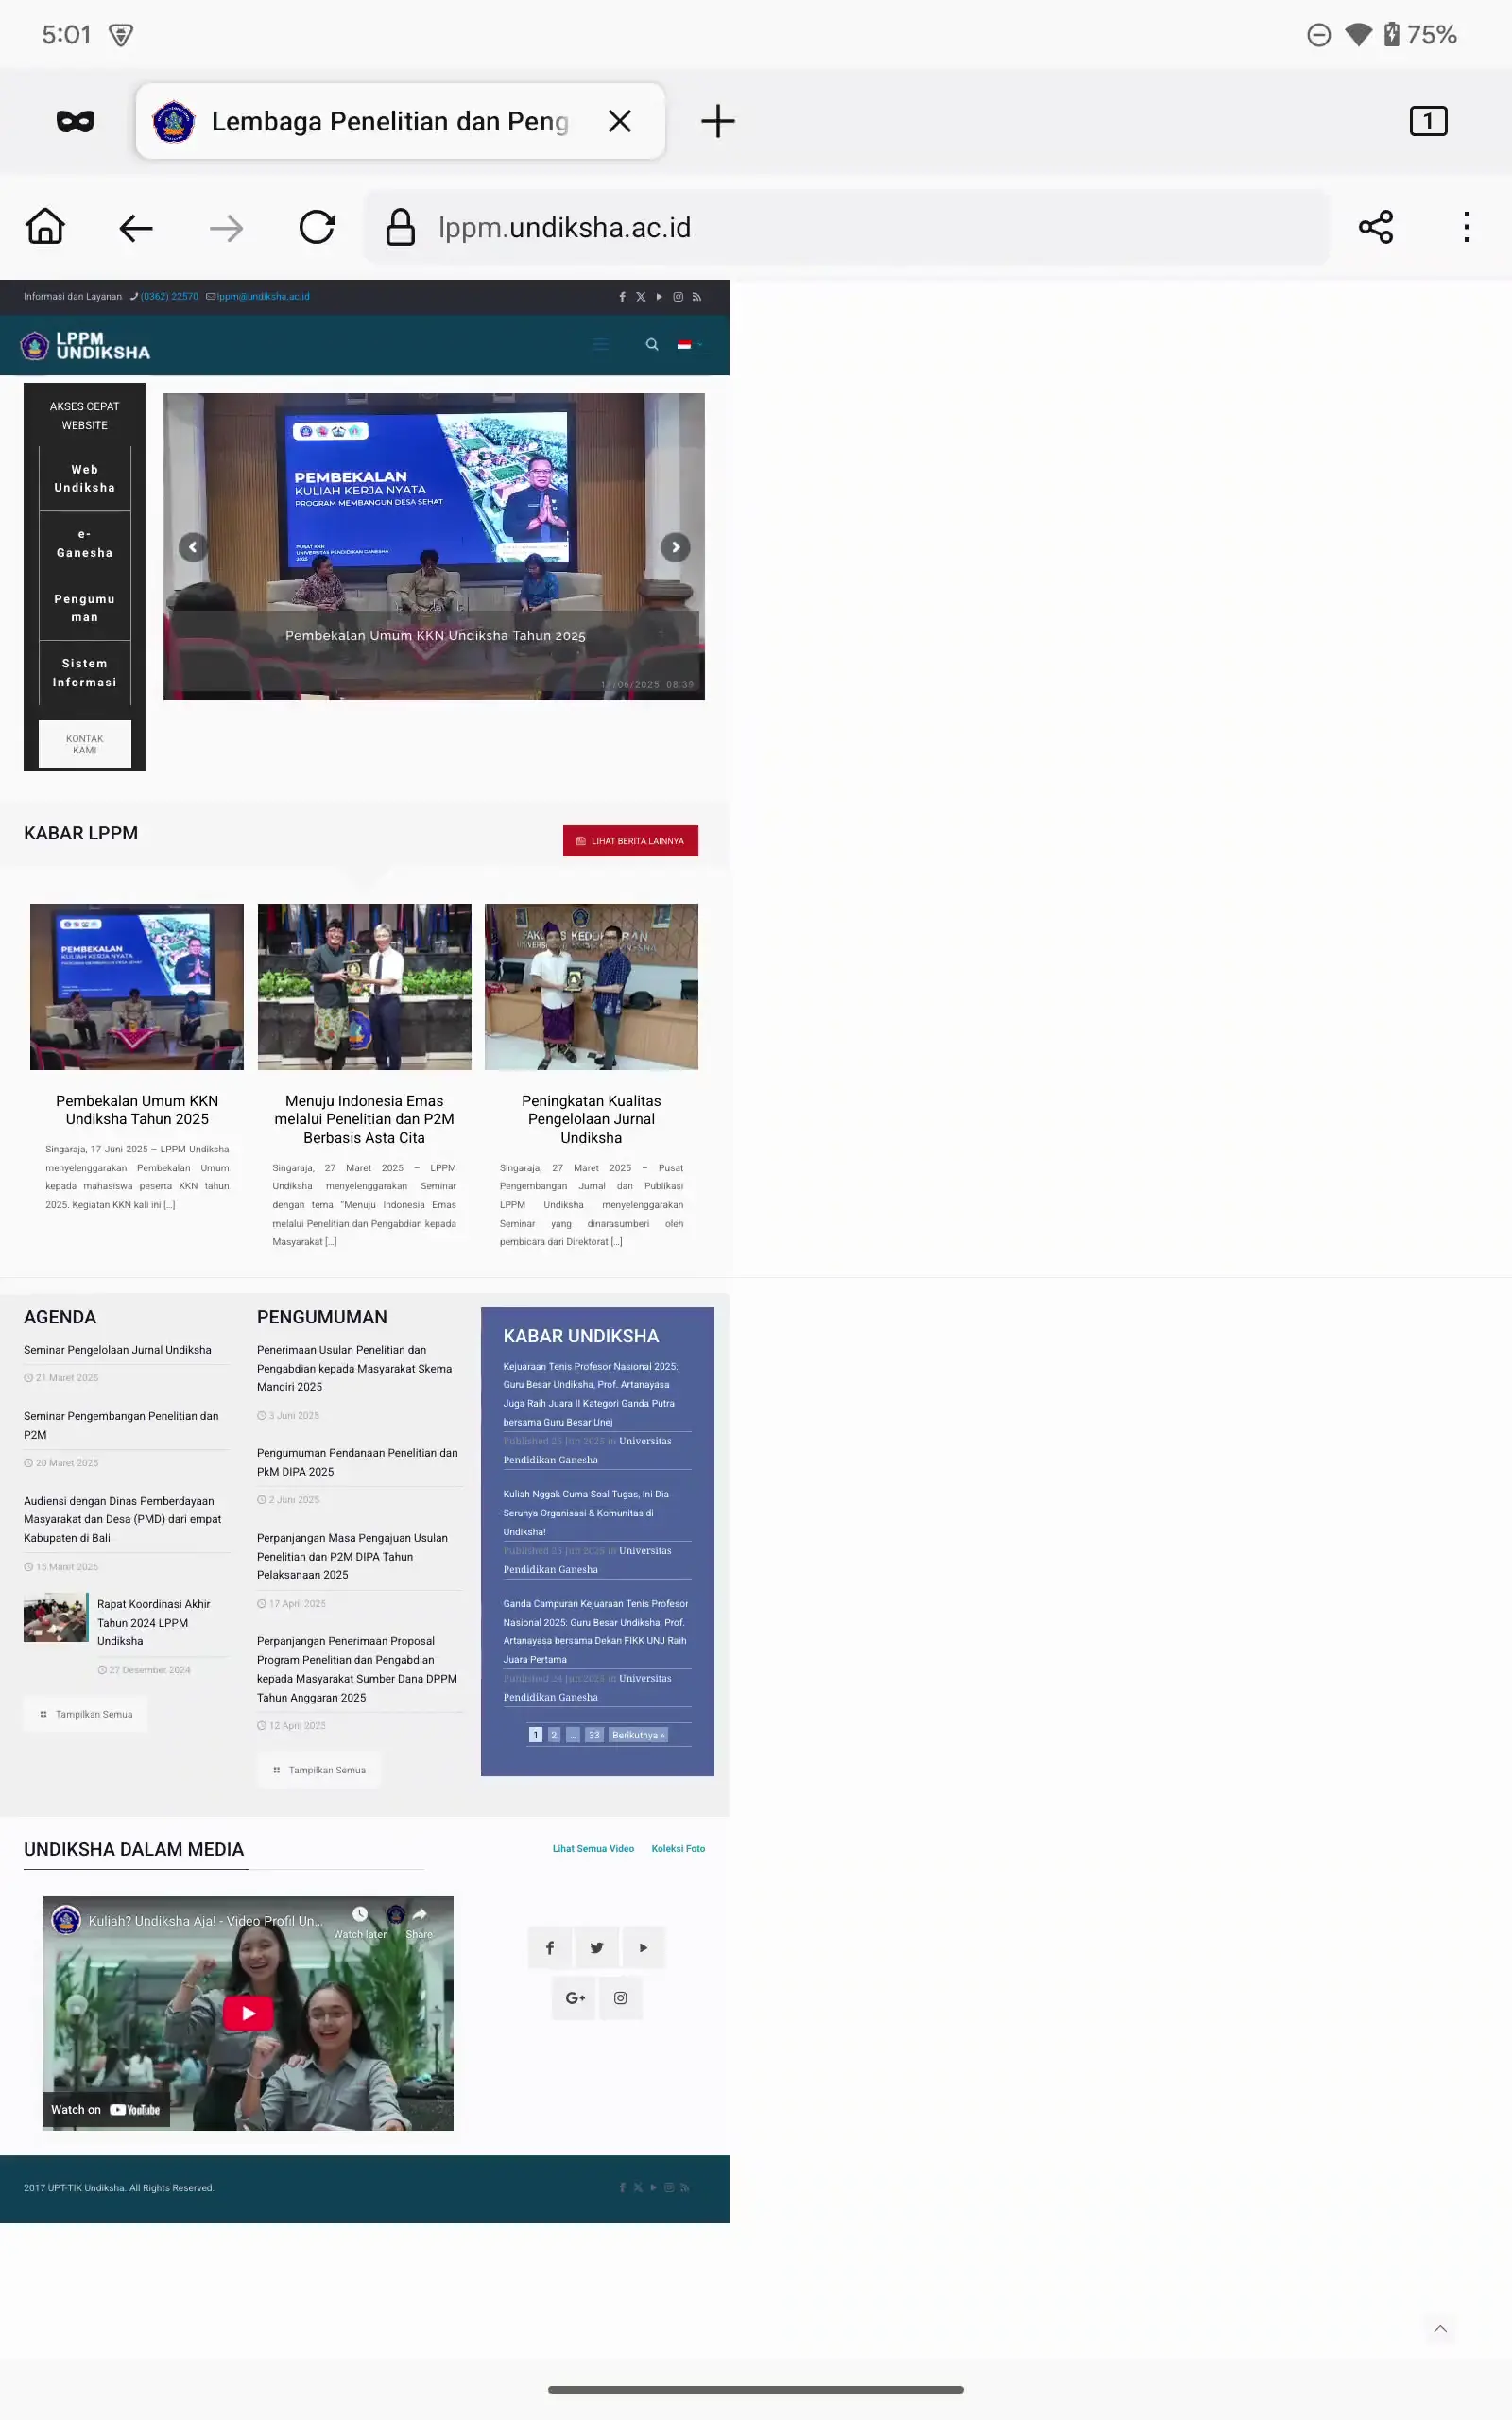 5:01
75%
Lembaga Penelitian dan Peng
1
lppm.undiksha.ac.id
Informasi dan Layanan (0362) 22570 lppm@undiksha.ac.id
LPPM
UNDIKSHA
AKSES CEPAT
WEBSITE
Web
Undiksha
e-
Ganesha
Pengumu
man
Sistem
Informasi
KONTAK
KAMI
PEMBEKALAN
KULIAH KERJA NYATA
PROGRAM MEMBANGUN DESA SEHAT
PUSAT KKN
UNIVERSITAS PENDIDIKAN GANESHA
2025
Pembekalan Umum KKN Undiksha Tahun 2025
08:39
KABAR LPPM
LIHAT BERITA LAINNYA
PEMBEKALAN
KULIAH KERJA NYATA
PROGRAM MEMBANGUN DESA SEHAT
Pembekalan Umum KKN
Undiksha Tahun 2025
Singaraja, 17 Juni 2025 – LPPM Undiksha
menyelenggarakan Pembekalan Umum
kepada mahasiswa peserta KKN tahun
2025. Kegiatan KKN kali ini [...]
Menuju Indonesia Emas
melalui Penelitian dan P2M
Berbasis Asta Cita
Singaraja, 27 Maret 2025 – LPPM
Undiksha menyelenggarakan Seminar
dengan tema “Menuju Indonesia Emas
melalui Penelitian dan Pengabdian kepada
Masyarakat [...]
Peningkatan Kualitas
Pengelolaan Jurnal
Undiksha
Singaraja, 27 Maret 2025 – Pusat
Pengembangan Jurnal dan Publikasi
LPPM Undiksha menyelenggarakan
Seminar yang dinarasumberi oleh
pembicara dari Direktorat [...]
AGENDA
Seminar Pengelolaan Jurnal Undiksha
21 Maret 2025
Seminar Pengembangan Penelitian dan
P2M
20 Maret 2025
Audiensi dengan Dinas Pemberdayaan
Masyarakat dan Desa (PMD) dari empat
Kabupaten di Bali
15 Maret 2025
Rapat Koordinasi Akhir
Tahun 2024 LPPM
Undiksha
27 Desember 2024
Tampilkan Semua
PENGUMUMAN
Penerimaan Usulan Penelitian dan
Pengabdian kepada Masyarakat Skema
Mandiri 2025
3 Juni 2025
Pengumuman Pendanaan Penelitian dan
PkM DIPA 2025
2 Juni 2025
Perpanjangan Masa Pengajuan Usulan
Penelitian dan P2M DIPA Tahun
Pelaksanaan 2025
17 April 2025
Perpanjangan Penerimaan Proposal
Program Penelitian dan Pengabdian
kepada Masyarakat Sumber Dana DPPM
Tahun Anggaran 2025
12 April 2025
Tampilkan Semua
KABAR UNDIKSHA
Kejuaraan Tenis Profesor Nasional 2025:
Guru Besar Undiksha, Prof. Artanayasa
Juga Raih Juara II Kategori Ganda Putra
bersama Guru Besar Unej
Published 25 Jun 2025 in Universitas
Pendidikan Ganesha
Kuliah Nggak Cuma Soal Tugas, Ini Dia
Serunya Organisasi & Komunitas di
Undiksha!
Published 25 Jun 2025 in Universitas
Pendidikan Ganesha
Ganda Campuran Kejuaraan Tenis Profesor
Nasional 2025: Guru Besar Undiksha, Prof.
Artanayasa bersama Dekan FIKK UNJ Raih
Juara Pertama
Published 24 Jun 2025 in Universitas
Pendidikan Ganesha
1 2 ... 33 Berikutnya »
UNDIKSHA DALAM MEDIA
Lihat Semua Video Koleksi Foto
Kuliah? Undiksha Aja! - Video Profil Un...
Watch later
Share
Watch on YouTube
G+
2017 UPT-TIK Undiksha. All Rights Reserved.